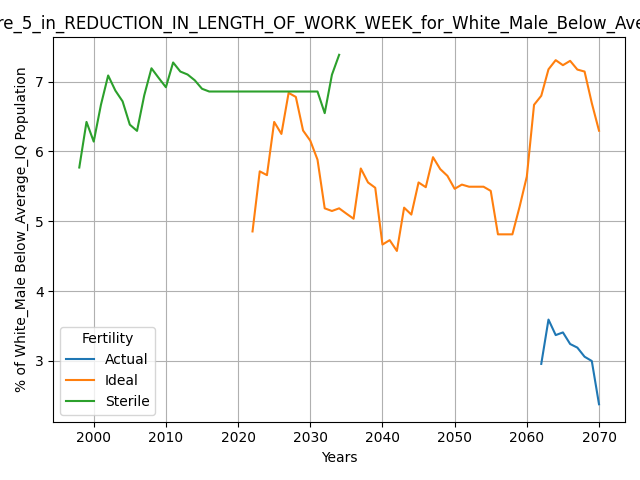 re_5_in_REDUCTION_IN_LENGTH_OF_WORK_WEEK_for_White_Male_Below_Ave
% of White_Male Below_Average_IQ Population
7
6
5
4
3
Fertility
Actual
Ideal
Sterile
2000 2010 2020 2030 2040 2050 2060 2070
Years